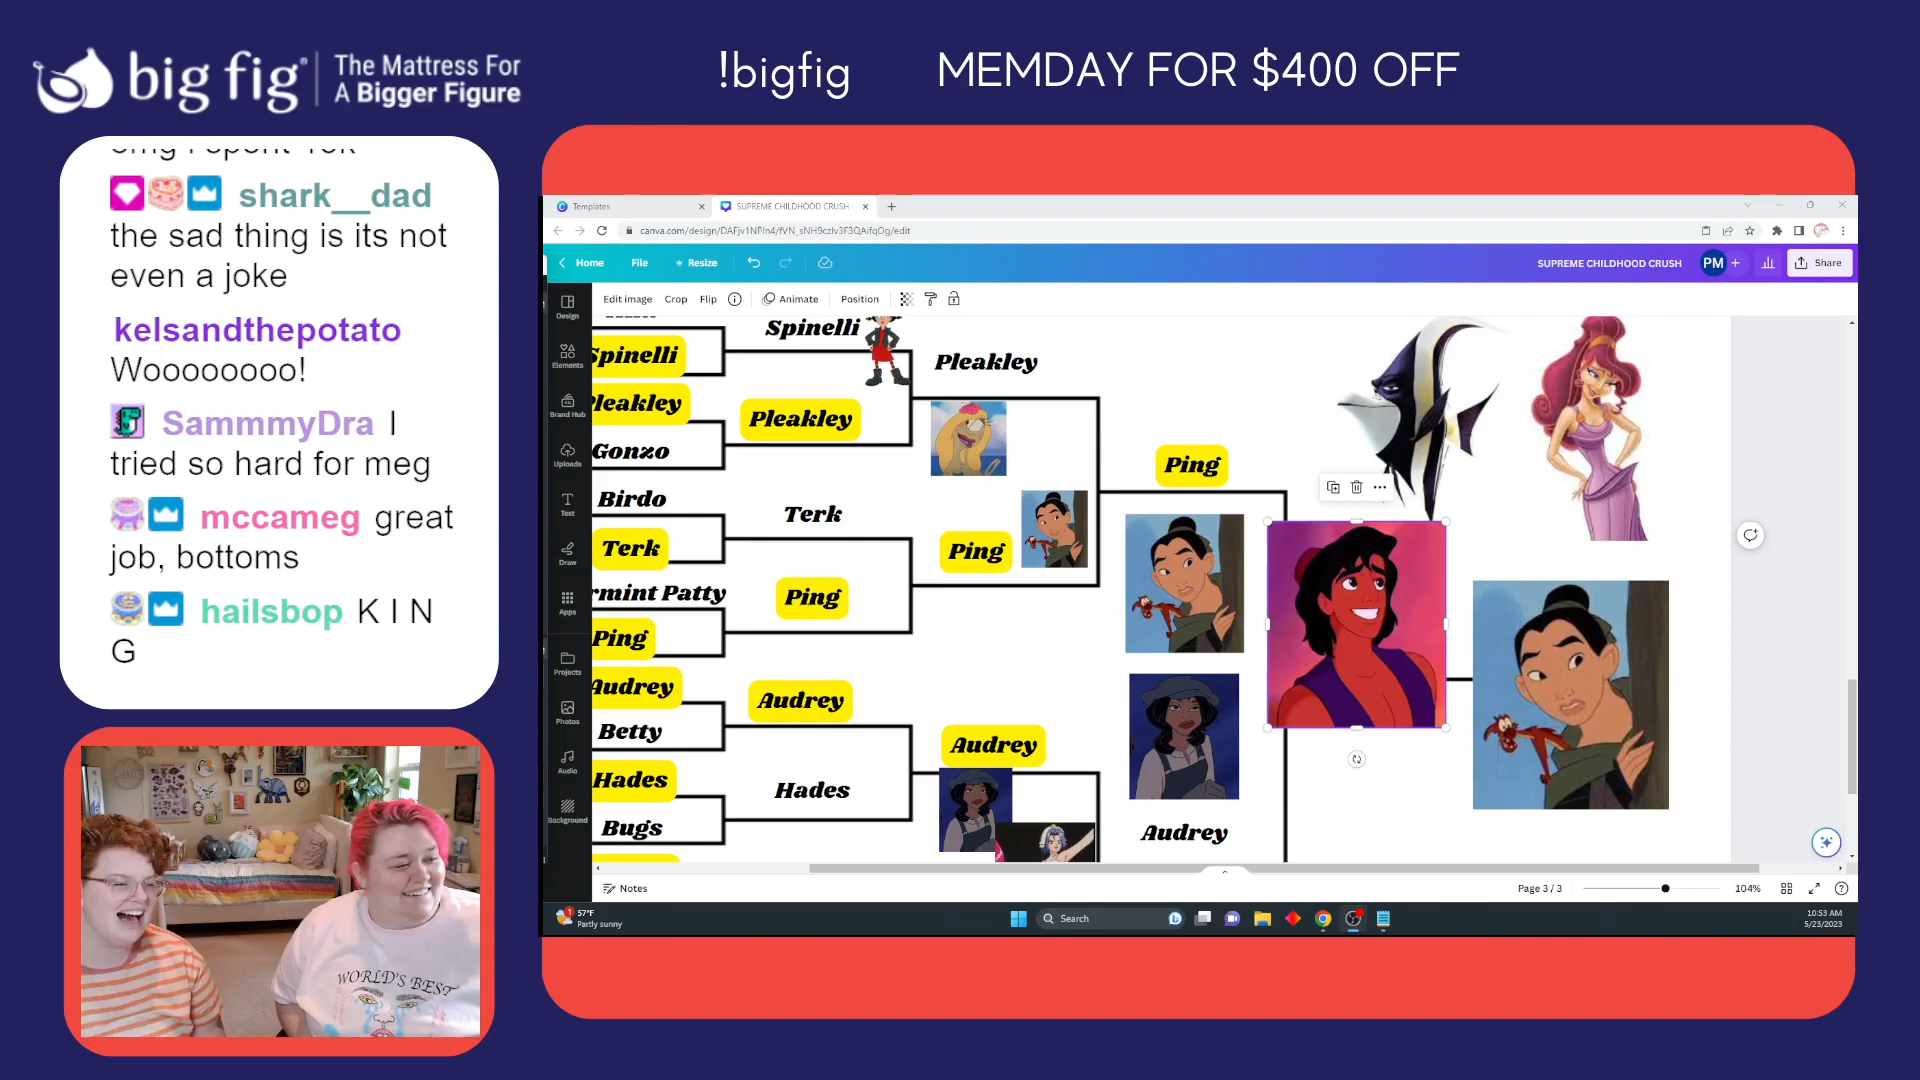 big fig
The Mattress For
A Bigger Figure
!bigfig
MEMDAY FOR $400 OFF
shark__dad
the sad thing is its not
even a joke
kelsandthepotato
Woooooooo!
SammmyDra I
tried so hard for meg
mccameg great
job, bottoms
hailsbop K I N
G
WORLD'S BEST
Templates
SUPREME CHILDHOOD CRUSH
canva.com/design/DAFjv1NPln4/fVN_sNH9czlv3F3QAifqOg/edit
Home
File
Resize
SUPREME CHILDHOOD CRUSH
PM
Share
Edit image
Crop
Flip
Animate
Position
Design
Elements
Brand Hub
Uploads
Text
Draw
Apps
Projects
Photos
Audio
Background
Spinelli
Pleakley
Gonzo
Birdo
Terk
rmint Patty
Ping
Audrey
Betty
Hades
Bugs
Spinelli
Pleakley
Terk
Ping
Audrey
Hades
Pleakley
Ping
Audrey
Ping
Audrey
Notes
Page 3 / 3
104%
1
57°F
Partly sunny
Search
10:53 AM
5/23/2023